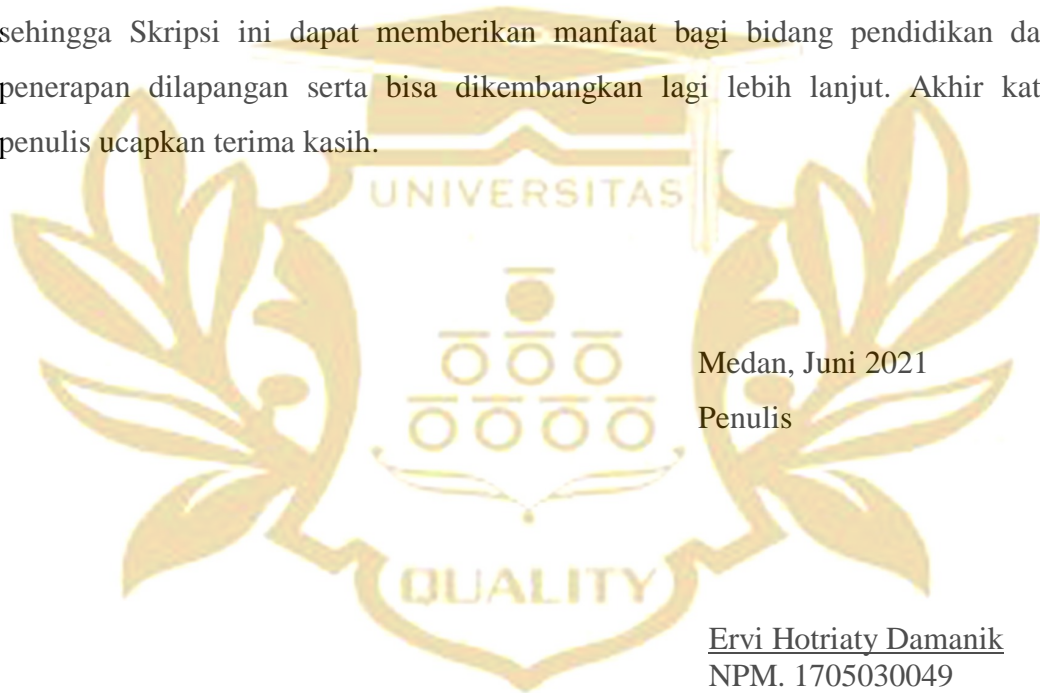 sehingga Skripsi ini dapat memberikan manfaat bagi bidang pendidikan da
penerapan dilapangan serta bisa dikembangkan lagi lebih lanjut. Akhir kat
penulis ucapkan terima kasih.
UNIVERSITAS
Medan, Juni 2021
Penulis
QUALITY
Ervi Hotriaty Damanik
NPM. 1705030049